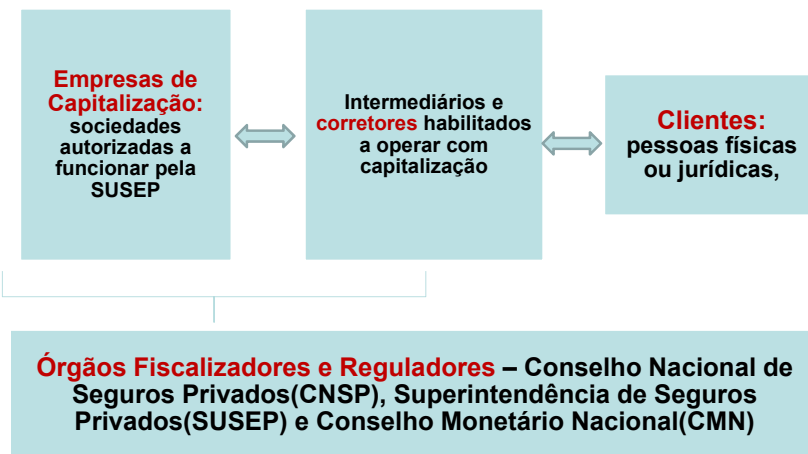 Empresas de
Capitalização:
sociedades
autorizadas a
funcionar pela
SUSEP
Intermediários e
corretores habilitados
a operar com
capitalização
Clientes:
pessoas físicas
ou jurídicas,
Órgãos Fiscalizadores e Reguladores – Conselho Nacional de
Seguros Privados(CNSP), Superintendência de Seguros
Privados(SUSEP) e Conselho Monetário Nacional(CMN)